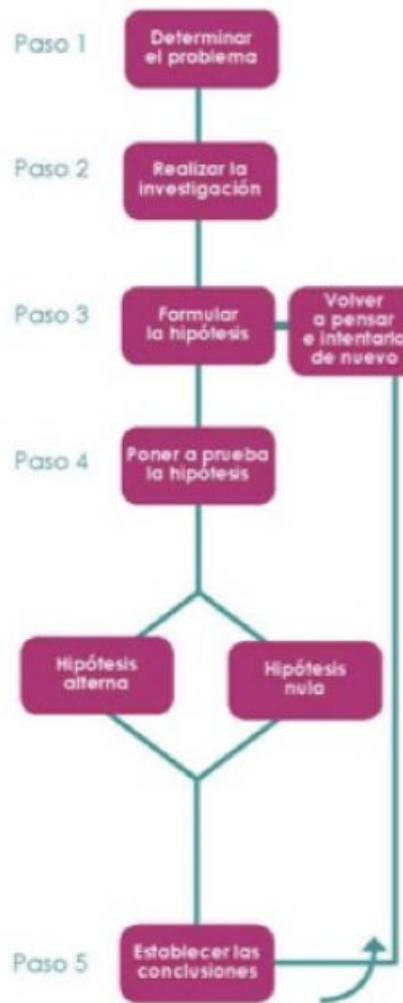 Paso 1
Determinar
el problema
Paso 2
Realizar la
investigación
Paso 3
Formular
la hipótesis
Volver
a pensar
e intentarlo
de nuevo
Paso 4
Poner a prueba
la hipótesis
Hipótesis
alterna
Hipótesis
nula
Paso 5
Establecer las
conclusiones